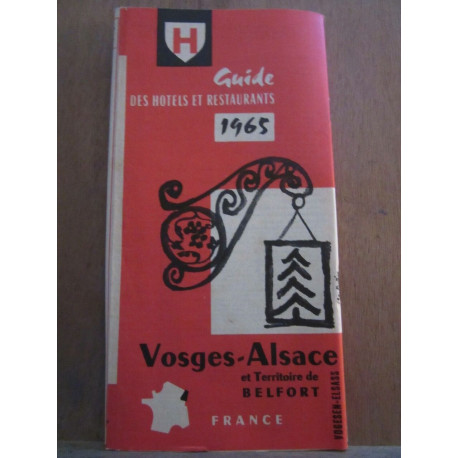 H
Guide
DES HOTELS ET RESTAURANTS
1965
Vosges-Alsace
et Territoire de
BELFORT
FRANCE
VOGESEN-ELSASS